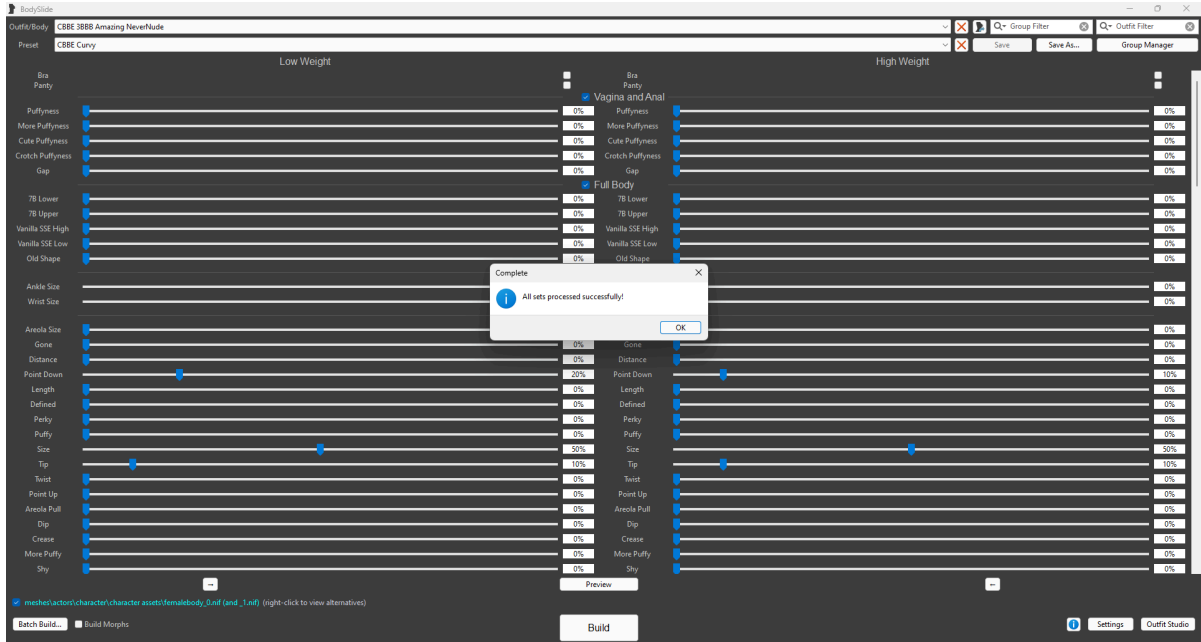 BodySlide
Outfit/Body CBBE 3BBB Amazing NeverNude Group Filter Outfit Filter
Preset CBBE Curvy Save Save As... Group Manager
Low Weight High Weight
Bra Bra
Panty Panty
Vagina and Anal
Puffyness 0% Puffyness 0%
More Puffyness 0% More Puffyness 0%
Cute Puffyness 0% Cute Puffyness 0%
Crotch Puffyness 0% Crotch Puffyness 0%
Gap 0% Gap 0%
Full Body
7B Lower 0% 7B Lower 0%
7B Upper 0% 7B Upper 0%
Vanilla SSE High 0% Vanilla SSE High 0%
Vanilla SSE Low 0% Vanilla SSE Low 0%
Old Shape 0% Old Shape 0%
Complete
Ankle Size 0%
All sets processed successfully!
Wrist Size 0%
OK
Areola Size 0%
Gone 0% Gone 0%
Distance 0% Distance 0%
Point Down 20% Point Down 10%
Length 0% Length 0%
Defined 0% Defined 0%
Perky 0% Perky 0%
Puffy 0% Puffy 0%
Size 50% Size 50%
Tip 10% Tip 10%
Twist 0% Twist 0%
Point Up 0% Point Up 0%
Areola Pull 0% Areola Pull 0%
Dip 0% Dip 0%
Crease 0% Crease 0%
More Puffy 0% More Puffy 0%
Shy 0% Shy 0%
→ Preview ←
meshes\actors\character\character assets\femalebody_0.nif (and _1.nif) (right-click to view alternatives)
Batch Build... Build Morphs Build Settings Outfit Studio